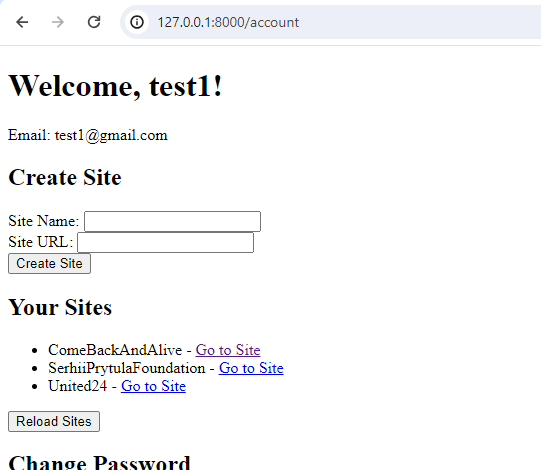 127.0.0.1:8000/account
Welcome, test1!
Email: test1@gmail.com
Create Site
Site Name:
Site URL:
Create Site
Your Sites
ComeBackAndAlive - Go to Site
SerhiiPrytulaFoundation - Go to Site
United24 - Go to Site
Reload Sites
Change Password